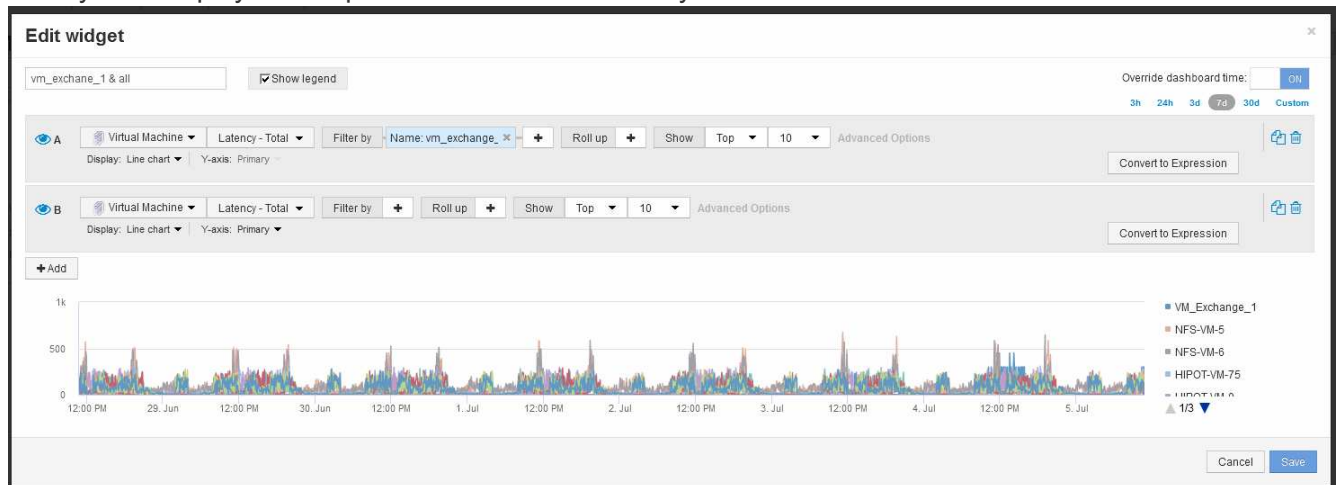 Edit widget
×
vm_exchane_1 & all
Show legend
Override dashboard time: ON
3h 24h 3d 7d 30d Custom
A Virtual Machine Latency - Total Filter by Name: vm_exchange_ × + Roll up + Show Top 10 Advanced Options
Display: Line chart Y-axis: Primary
Convert to Expression
B Virtual Machine Latency - Total Filter by + Roll up + Show Top 10 Advanced Options
Display: Line chart Y-axis: Primary
Convert to Expression
+ Add
1k
500
0
12:00 PM 29. Jun 12:00 PM 30. Jun 12:00 PM 1. Jul 12:00 PM 2. Jul 12:00 PM 3. Jul 12:00 PM 4. Jul 12:00 PM 5. Jul
VM_Exchange_1
NFS-VM-5
NFS-VM-6
HIPOT-VM-75
1/3
Cancel Save